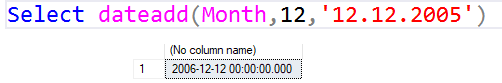 Select dateadd(Month,12,'12.12.2005')
(No column name)
1 2006-12-12 00:00:00.000